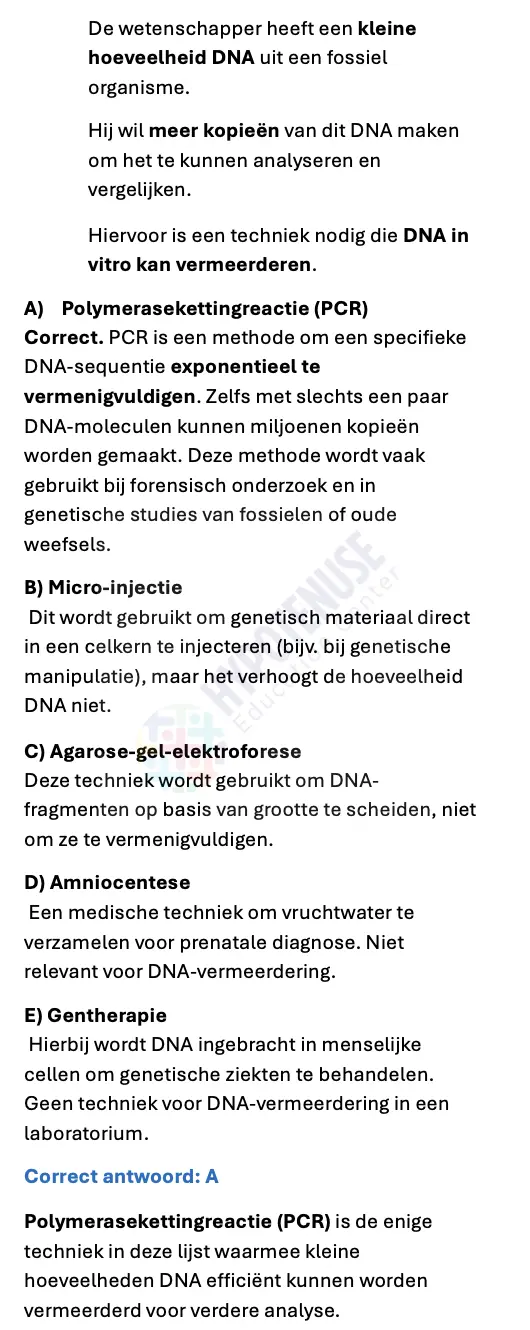 De wetenschapper heeft een kleine
hoeveelheid DNA uit een fossiel
organisme.
Hij wil meer kopieën van dit DNA maken
om het te kunnen analyseren en
vergelijken.
Hiervoor is een techniek nodig die DNA in
vitro kan vermeerderen.
A) Polymerasekettingreactie (PCR)
Correct. PCR is een methode om een specifieke
DNA-sequentie exponentieel te
vermenigvuldigen. Zelfs met slechts een paar
DNA-moleculen kunnen miljoenen kopieën
worden gemaakt. Deze methode wordt vaak
gebruikt bij forensisch onderzoek en in
genetische studies van fossielen of oude
weefsels.
B) Micro-injectie
Dit wordt gebruikt om genetisch materiaal direct
in een celkern te injecteren (bijv. bij genetische
manipulatie), maar het verhoogt de hoeveelheid
DNA niet.
C) Agarose-gel-elektroforese
Deze techniek wordt gebruikt om DNA-
fragmenten op basis van grootte te scheiden, niet
om ze te vermenigvuldigen.
D) Amniocentese
Een medische techniek om vruchtwater te
verzamelen voor prenatale diagnose. Niet
relevant voor DNA-vermeerdering.
E) Gentherapie
Hierbij wordt DNA ingebracht in menselijke
cellen om genetische ziekten te behandelen.
Geen techniek voor DNA-vermeerdering in een
laboratorium.
Correct antwoord: A
Polymerasekettingreactie (PCR) is de enige
techniek in deze lijst waarmee kleine
hoeveelheden DNA efficiënt kunnen worden
vermeerderd voor verdere analyse.
HYPOTENUSE
Education Center